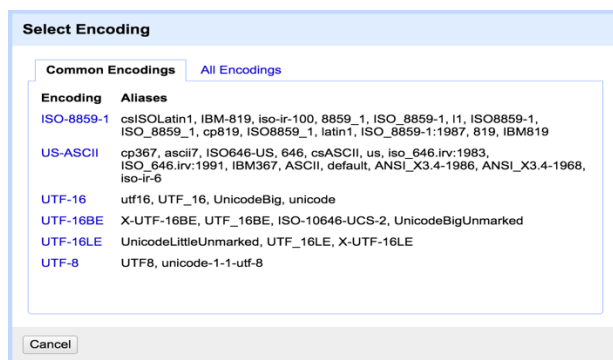 Select Encoding
Common Encodings All Encodings
Encoding Aliases
ISO-8859-1 csISOLatin1, IBM-819, iso-ir-100, 8859_1, ISO_8859-1, l1, ISO8859-1,
ISO_8859_1, cp819, ISO8859_1, latin1, ISO_8859-1:1987, 819, IBM819
US-ASCII cp367, ascii7, ISO646-US, 646, csASCII, us, iso_646.irv:1983,
ISO_646.irv:1991, IBM367, ASCII, default, ANSI_X3.4-1986, ANSI_X3.4-1968,
iso-ir-6
UTF-16 utf16, UTF_16, UnicodeBig, unicode
UTF-16BE X-UTF-16BE, UTF_16BE, ISO-10646-UCS-2, UnicodeBigUnmarked
UTF-16LE UnicodeLittleUnmarked, UTF_16LE, X-UTF-16LE
UTF-8 UTF8, unicode-1-1-utf-8
Cancel